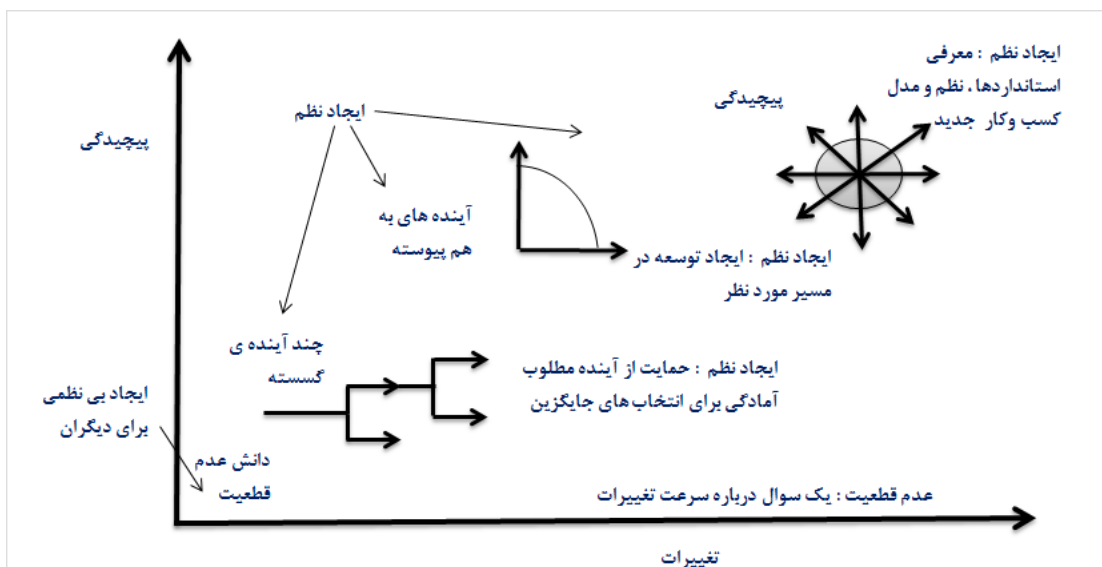 ایجاد نظم : معرفی
استانداردها، نظم و مدل
کسب وکار جدید
پیچیدگی
ایجاد نظم
پیچیدگی
آینده های به
هم پیوسته
ایجاد نظم : ایجاد توسعه در
مسیر مورد نظر
چند آینده ی
گسسته
ایجاد نظم : حمایت از آینده مطلوب
آمادگی برای انتخاب های جایگزین
ایجاد بی نظمی
برای دیگران
دانش عدم
قطعیت
عدم قطعیت : یک سوال درباره سرعت تغییرات
تغییرات